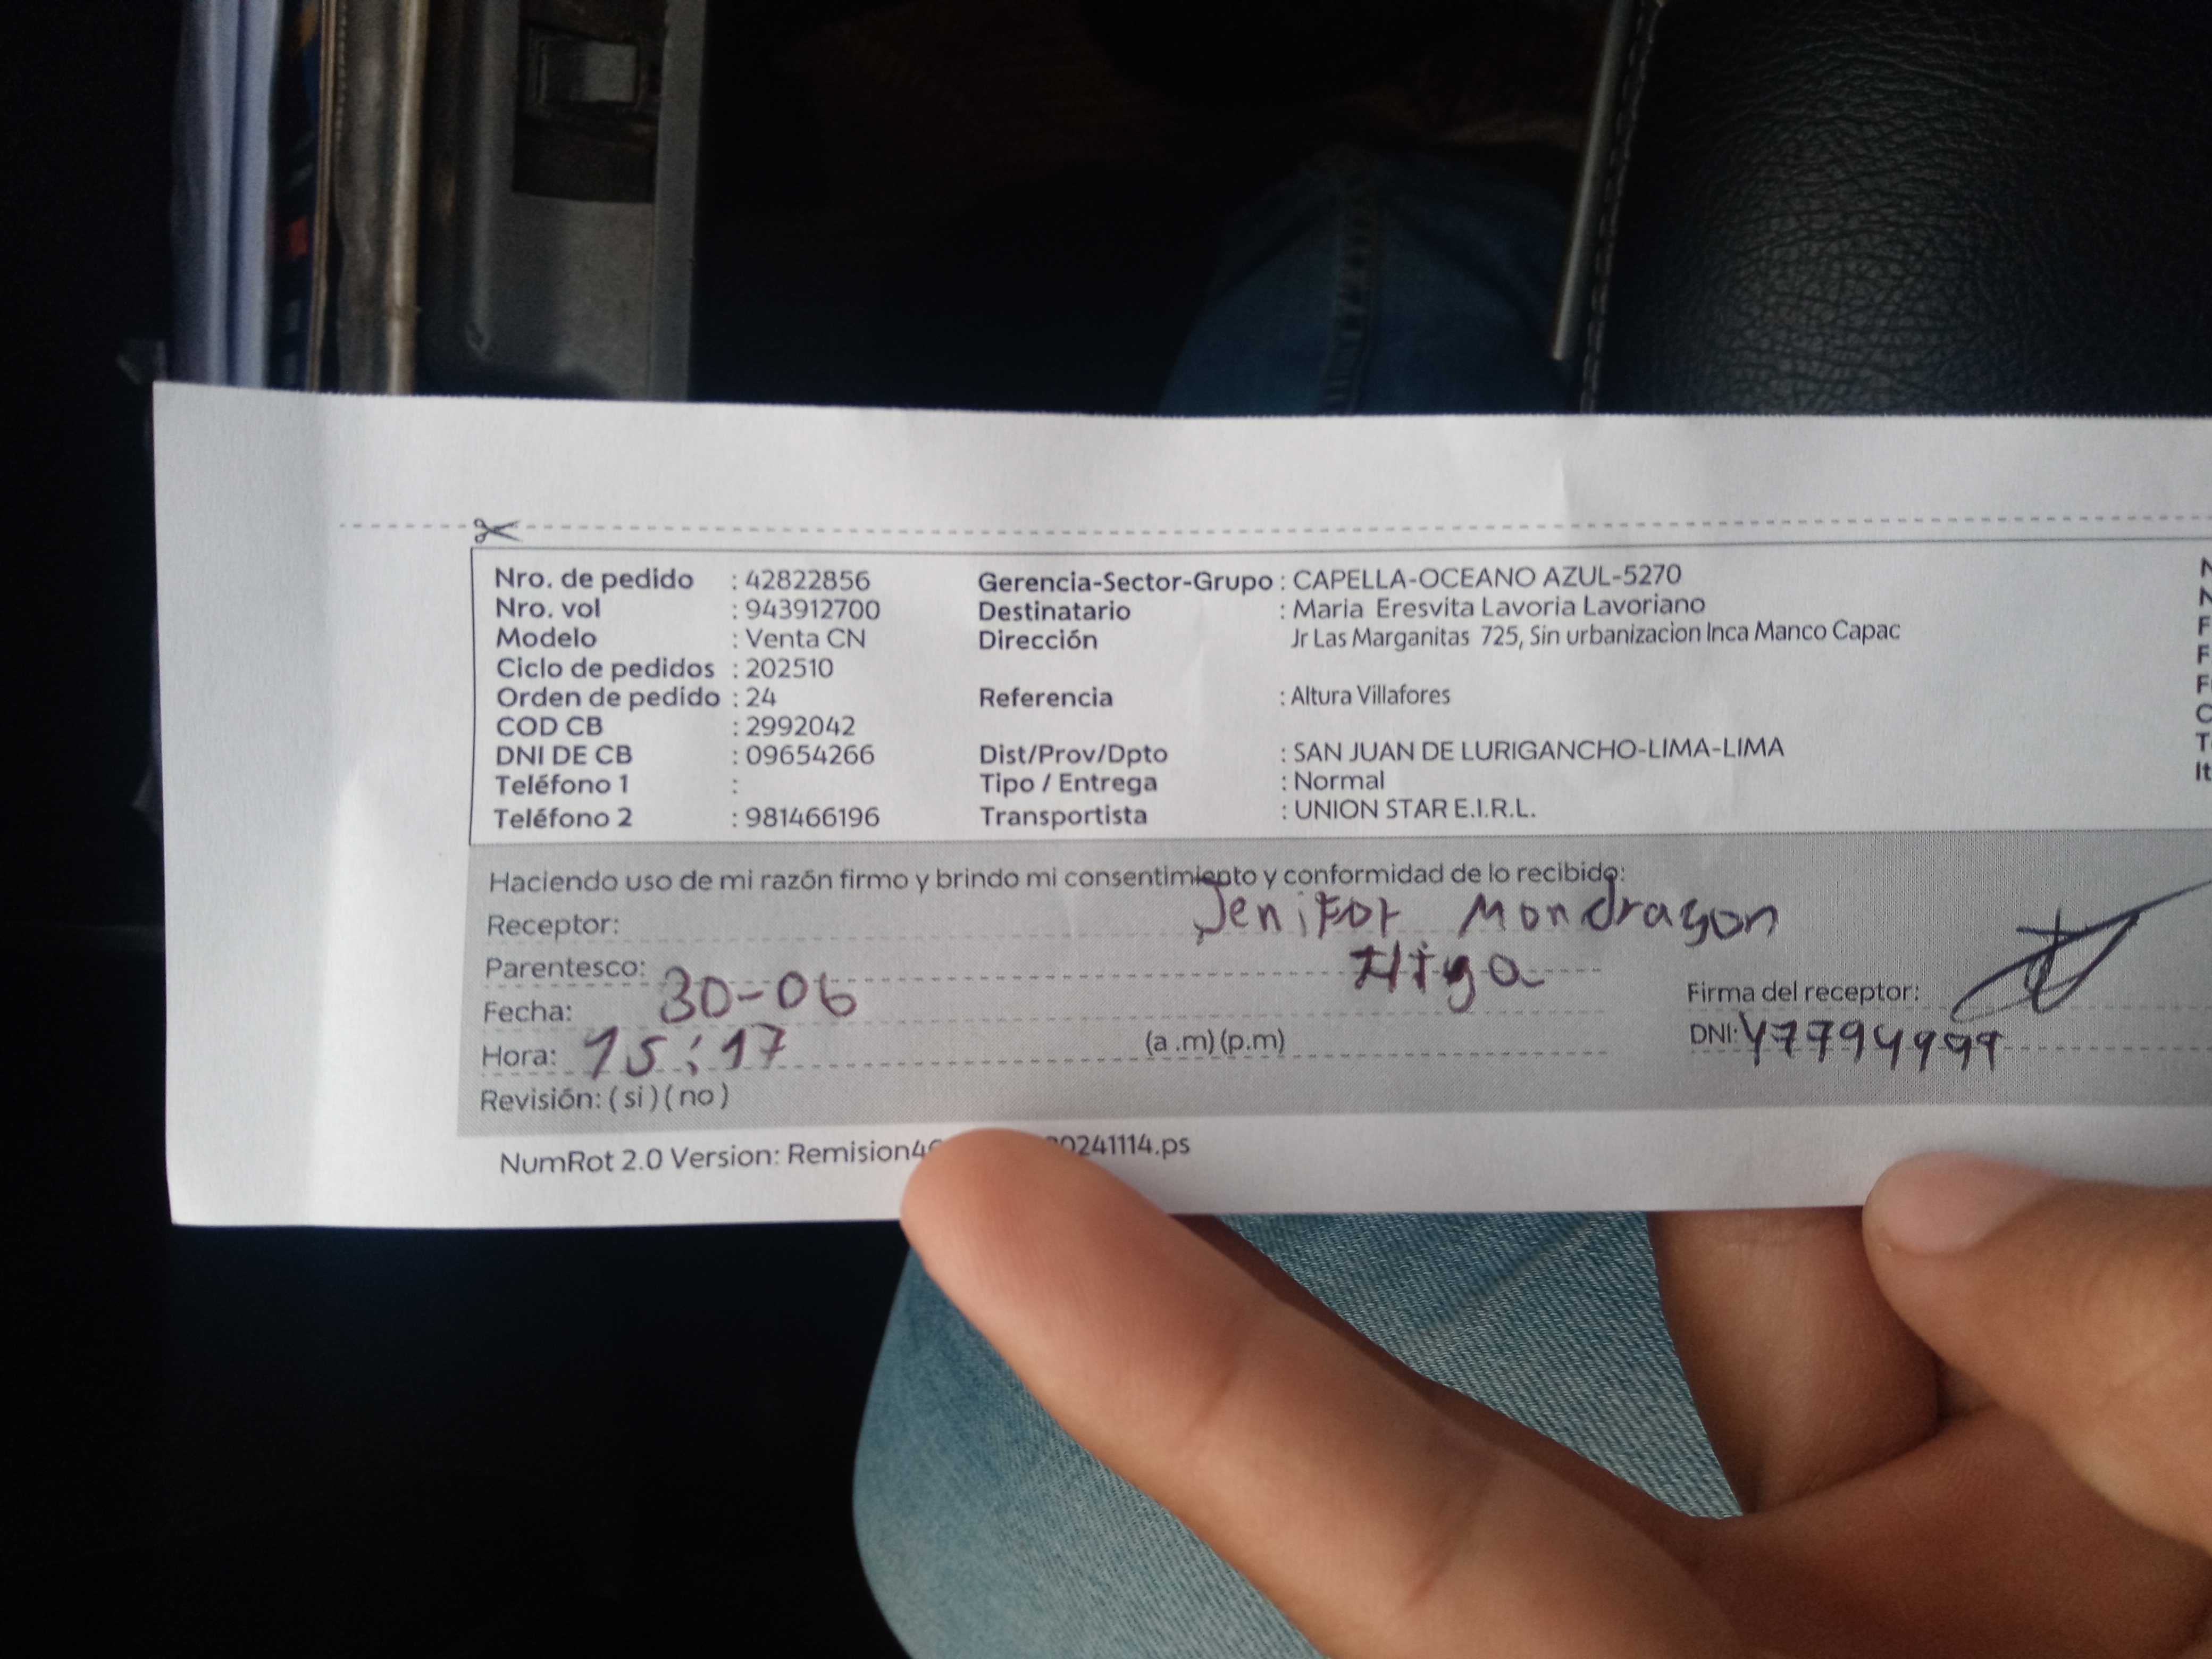 Nro. de pedido : 42822856
Nro. vol : 943912700
Modelo : Venta CN
Ciclo de pedidos : 202510
Orden de pedido : 24
COD CB : 2992042
DNI DE CB : 09654266
Teléfono 1 :
Teléfono 2 : 981466196
Gerencia-Sector-Grupo : CAPELLA-OCEANO AZUL-5270
Destinatario : Maria Eresvita Lavoria Lavoriano
Dirección Jr Las Marganitas 725, Sin urbanizacion Inca Manco Capac
Referencia : Altura Villafores
Dist/Prov/Dpto : SAN JUAN DE LURIGANCHO-LIMA-LIMA
Tipo / Entrega : Normal
Transportista : UNION STAR E.I.R.L.
Haciendo uso de mi razón firmo y brindo mi consentimiento y conformidad de lo recibido:
Receptor: Jenifer Mondragon
Parentesco:
Fecha: 30-06
Hora: 15:17 (a .m) (p.m)
Revisión: ( si ) ( no )
Firma del receptor:
DNI: 47794999
NumRot 2.0 Version: